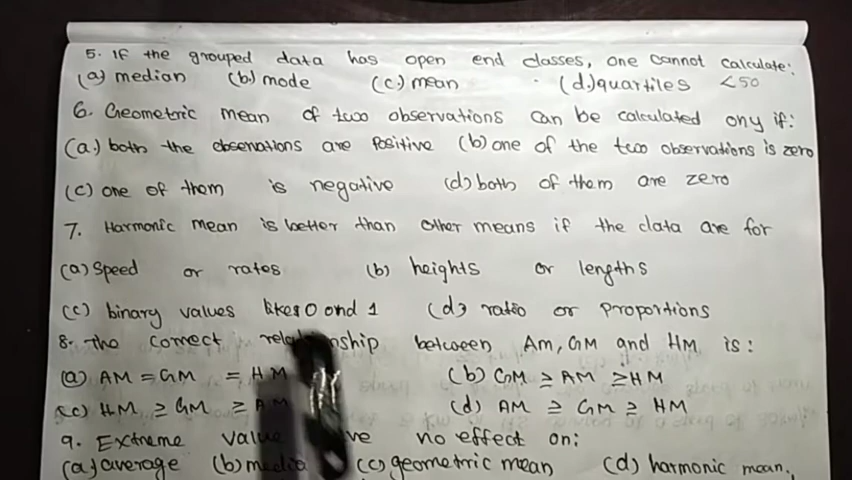 5. If the grouped data has open end classes, one cannot calculate:
(a) median (b) mode (c) mean (d) quartiles <50
6. Geometric mean of two observations can be calculated ony if:
(a) both the obsenations are Positive (b) one of the two observations is zero
(c) one of them is negative (d) both of them are zero
7. Harmonic mean is better than other means if the data are for
(a) Speed or rates (b) heights or lengths
(c) binary values likes 0 and 1 (d) ratio or Proportions
8. The correct relationship between Am, GM and HM is:
(a) AM = GM = HM (b) GM ≥ AM ≥ HM
(c) HM ≥ GM ≥ AM (d) AM ≥ GM ≥ HM
9. Extreme no effect on:
(a) average (b) (c) geometric mean (d) harmonic mean.